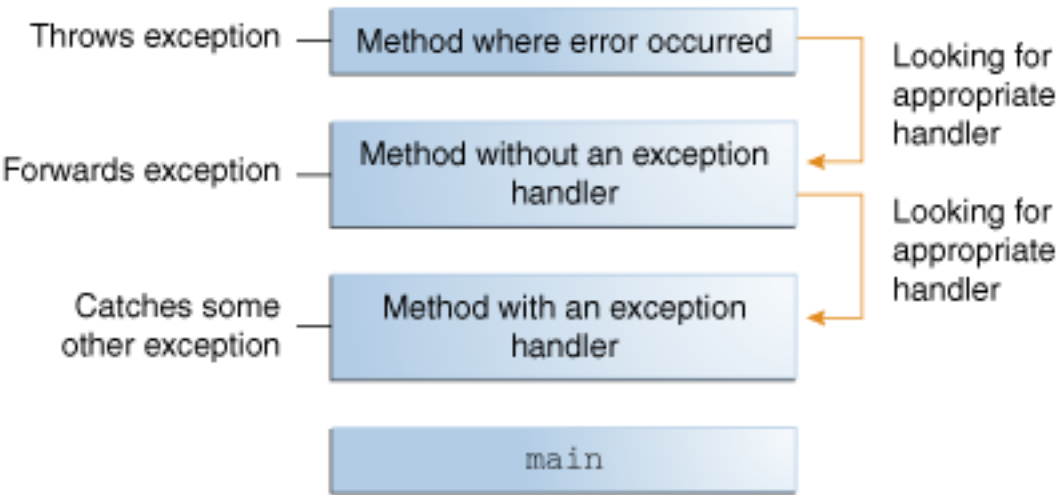 Throws exception
Method where error occurred
Looking for
appropriate
handler
Forwards exception
Method without an exception
handler
Looking for
appropriate
handler
Catches some
other exception
Method with an exception
handler
main